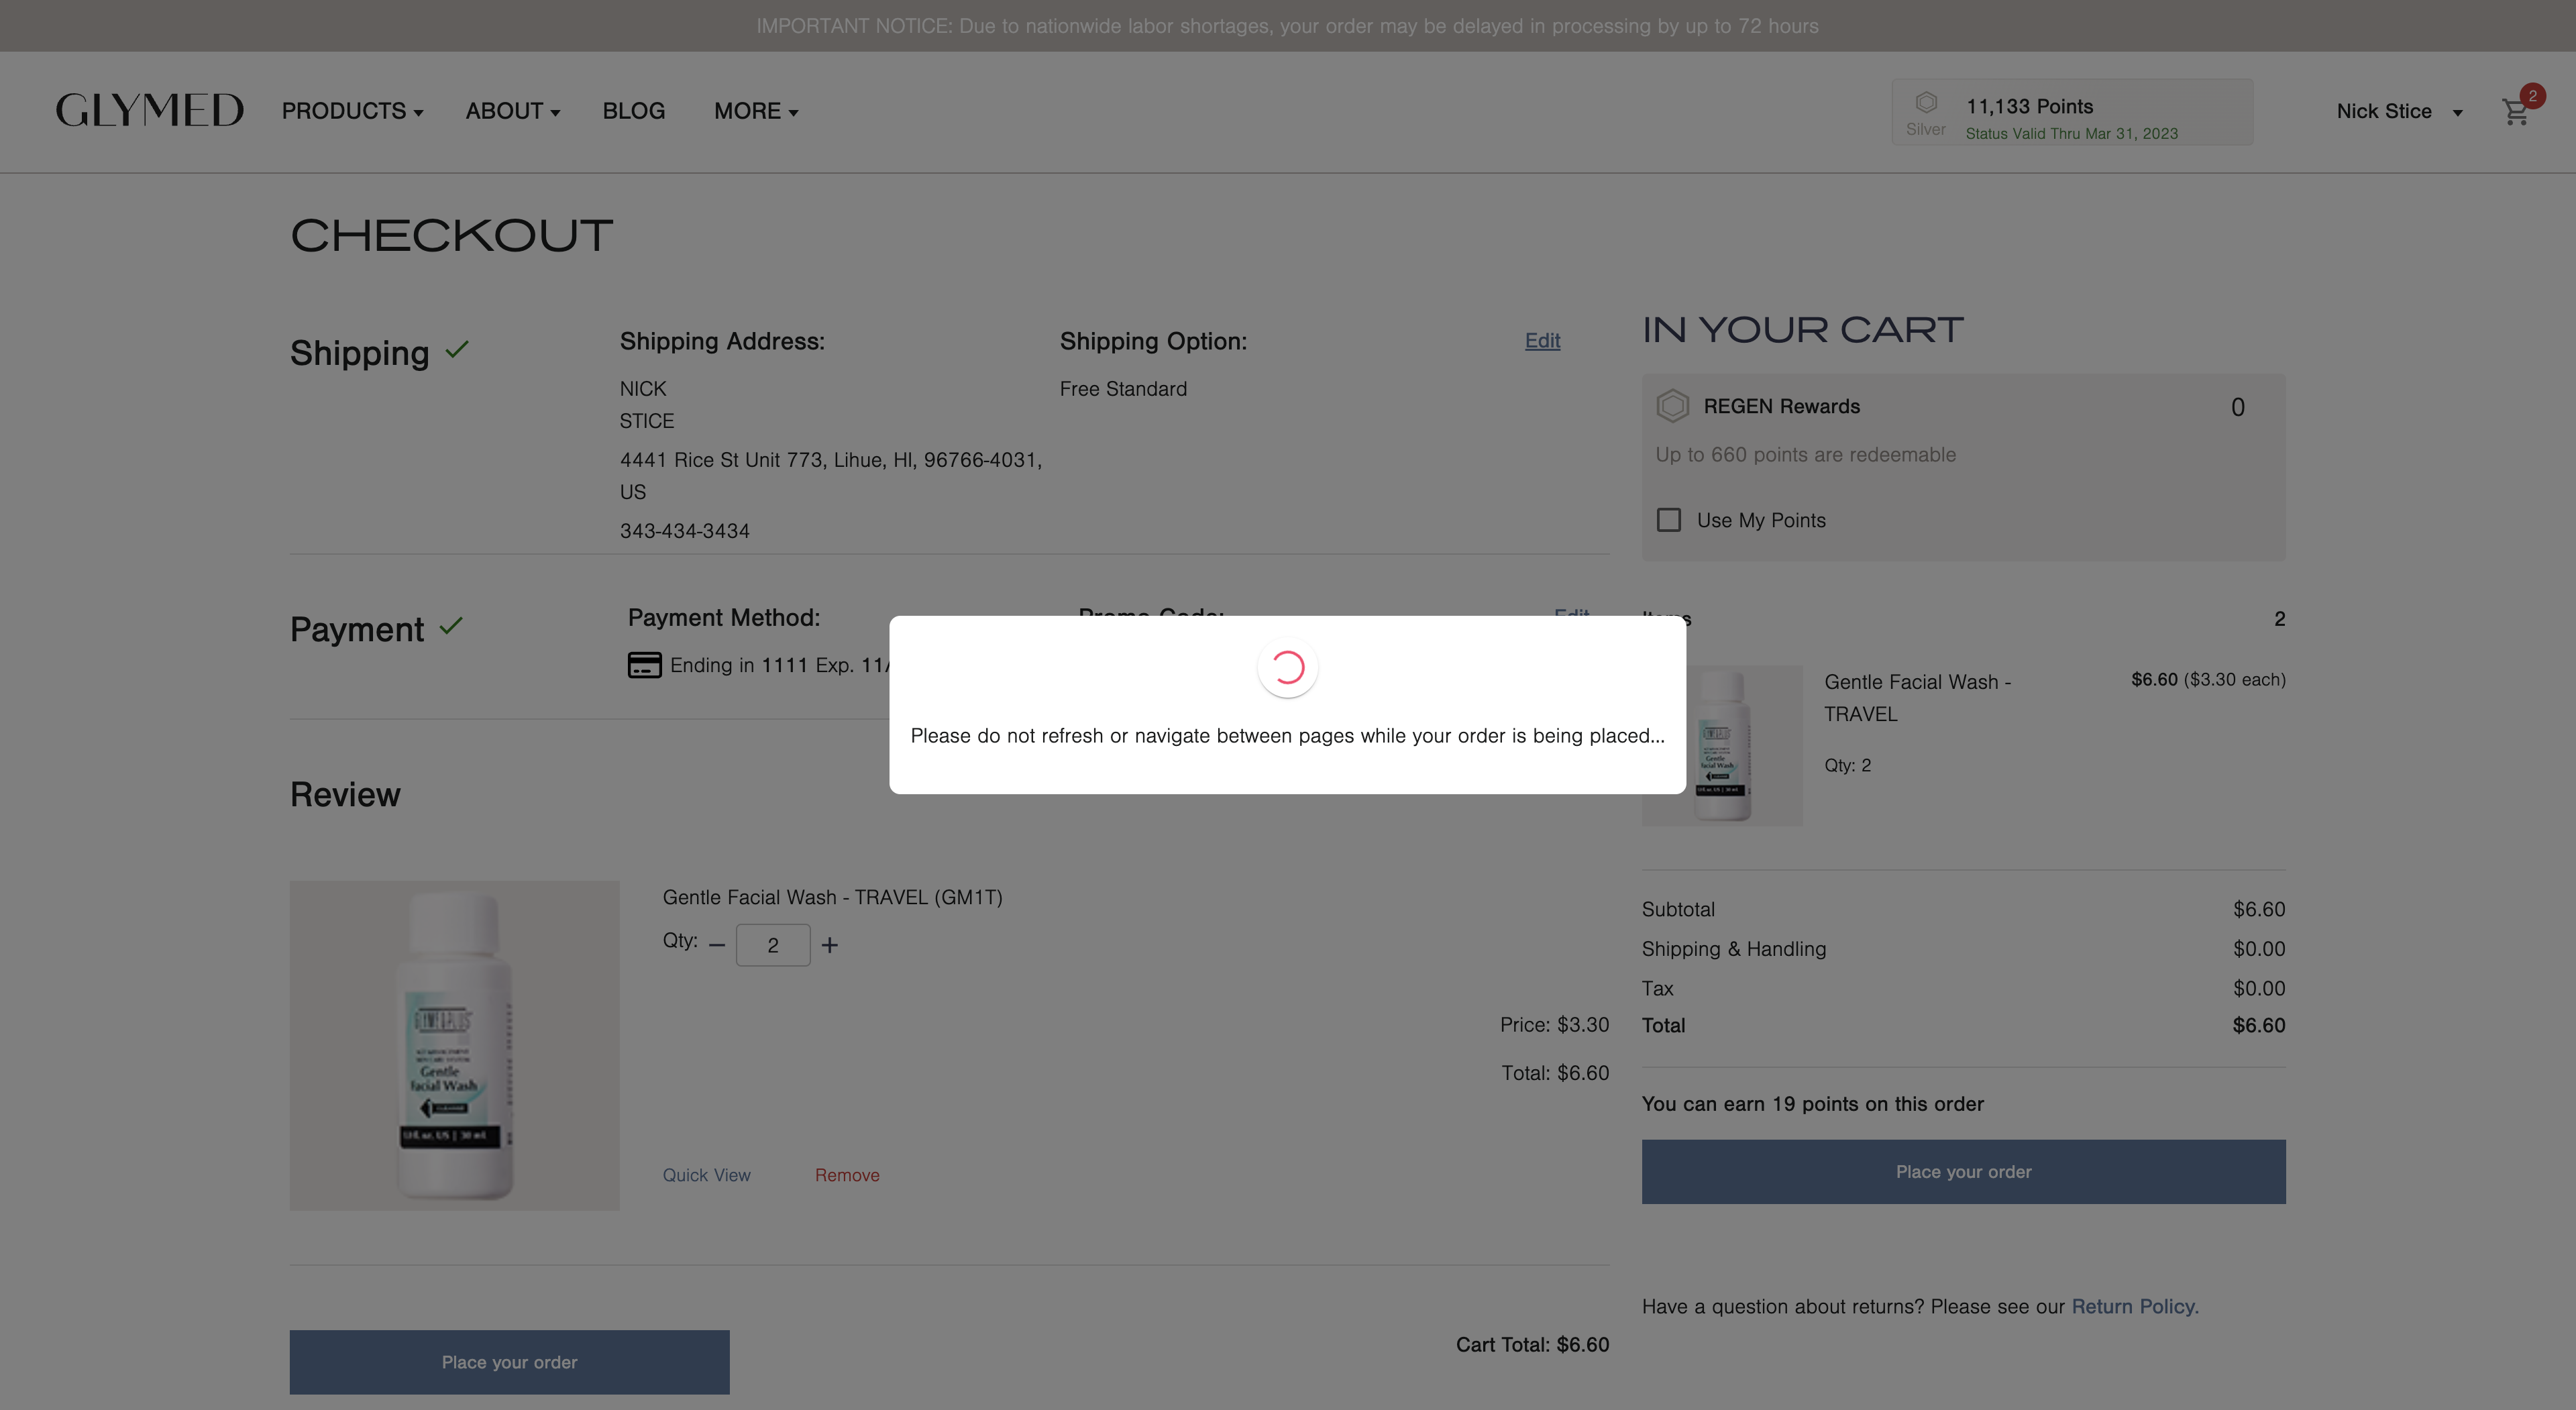 IMPORTANT NOTICE: Due to nationwide labor shortages, your order may be delayed in processing by up to 72 hours
GLYMED
PRODUCTS
ABOUT
BLOG
MORE
Silver
11,133 Points
Status Valid Thru Mar 31, 2023
Nick Stice
2
CHECKOUT
Shipping
Shipping Address:
NICK
STICE
4441 Rice St Unit 773, Lihue, HI, 96766-4031,
US
343-434-3434
Shipping Option:
Free Standard
Edit
Payment
Payment Method:
Ending in 1111 Exp. 11/
Promo Code:
Edit
Please do not refresh or navigate between pages while your order is being placed...
Review
Gentle Facial Wash - TRAVEL (GM1T)
Qty: – 2 +
Price: $3.30
Total: $6.60
Quick View
Remove
Gentle
Facial Wash
Place your order
Cart Total: $6.60
IN YOUR CART
REGEN Rewards
0
Up to 660 points are redeemable
Use My Points
Items
2
Gentle
Facial Wash
Gentle Facial Wash -
TRAVEL
$6.60 ($3.30 each)
Qty: 2
Subtotal
$6.60
Shipping & Handling
$0.00
Tax
$0.00
Total
$6.60
You can earn 19 points on this order
Place your order
Have a question about returns? Please see our Return Policy.